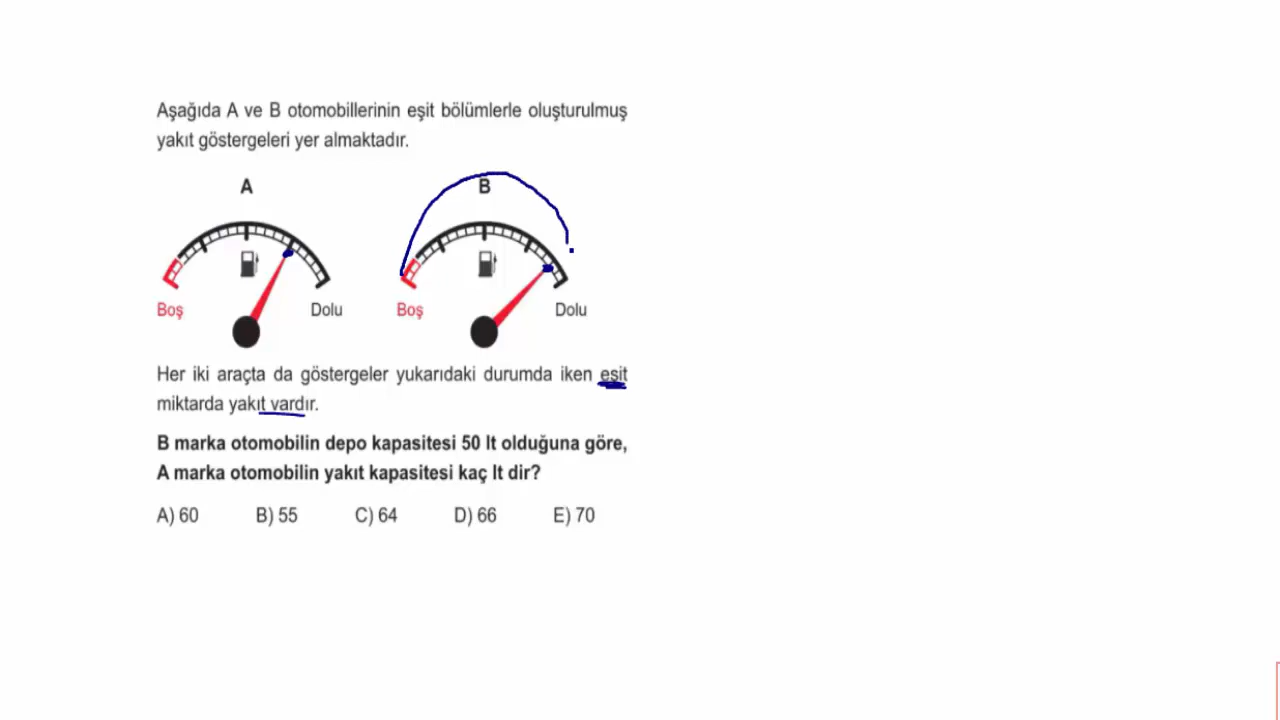 Aşağıda A ve B otomobillerinin eşit bölümlerle oluşturulmuş
yakıt göstergeleri yer almaktadır.
A
B
Boş
Dolu
Boş
Dolu
Her iki araçta da göstergeler yukarıdaki durumda iken eşit
miktarda yakıt vardır.
B marka otomobilin depo kapasitesi 50 lt olduğuna göre,
A marka otomobilin yakıt kapasitesi kaç lt dir?
A) 60 B) 55 C) 64 D) 66 E) 70